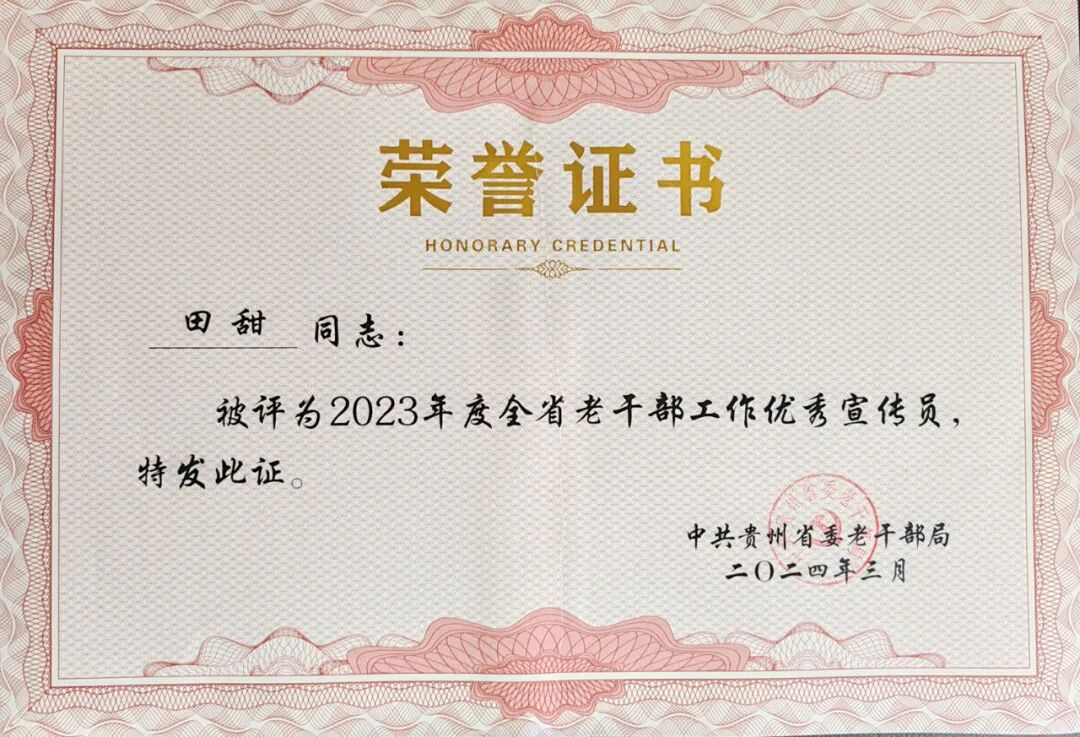 荣誉证书
HONORARY CREDENTIAL
田甜 同志：
被评为2023年度全省老干部工作优秀宣传员，
特发此证。
中共贵州省委老干部局
二〇二四年三月